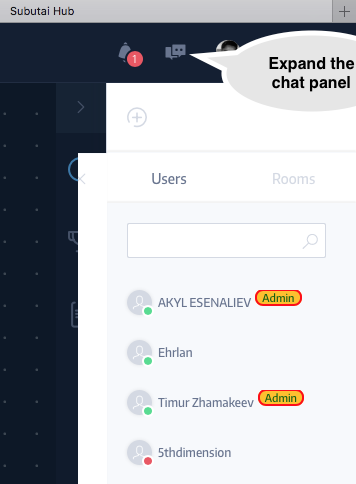 Subutai Hub
1
Expand the
chat panel
Users
Rooms
AKYL ESENALIEV Admin
Ehrlan
Timur Zhamakeev Admin
5thdimension